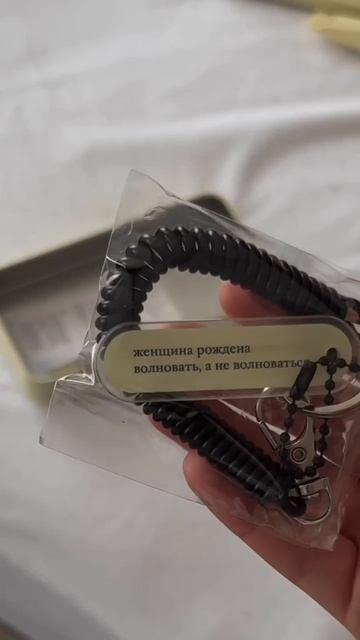 женщина рождена
волновать, а не волноваться